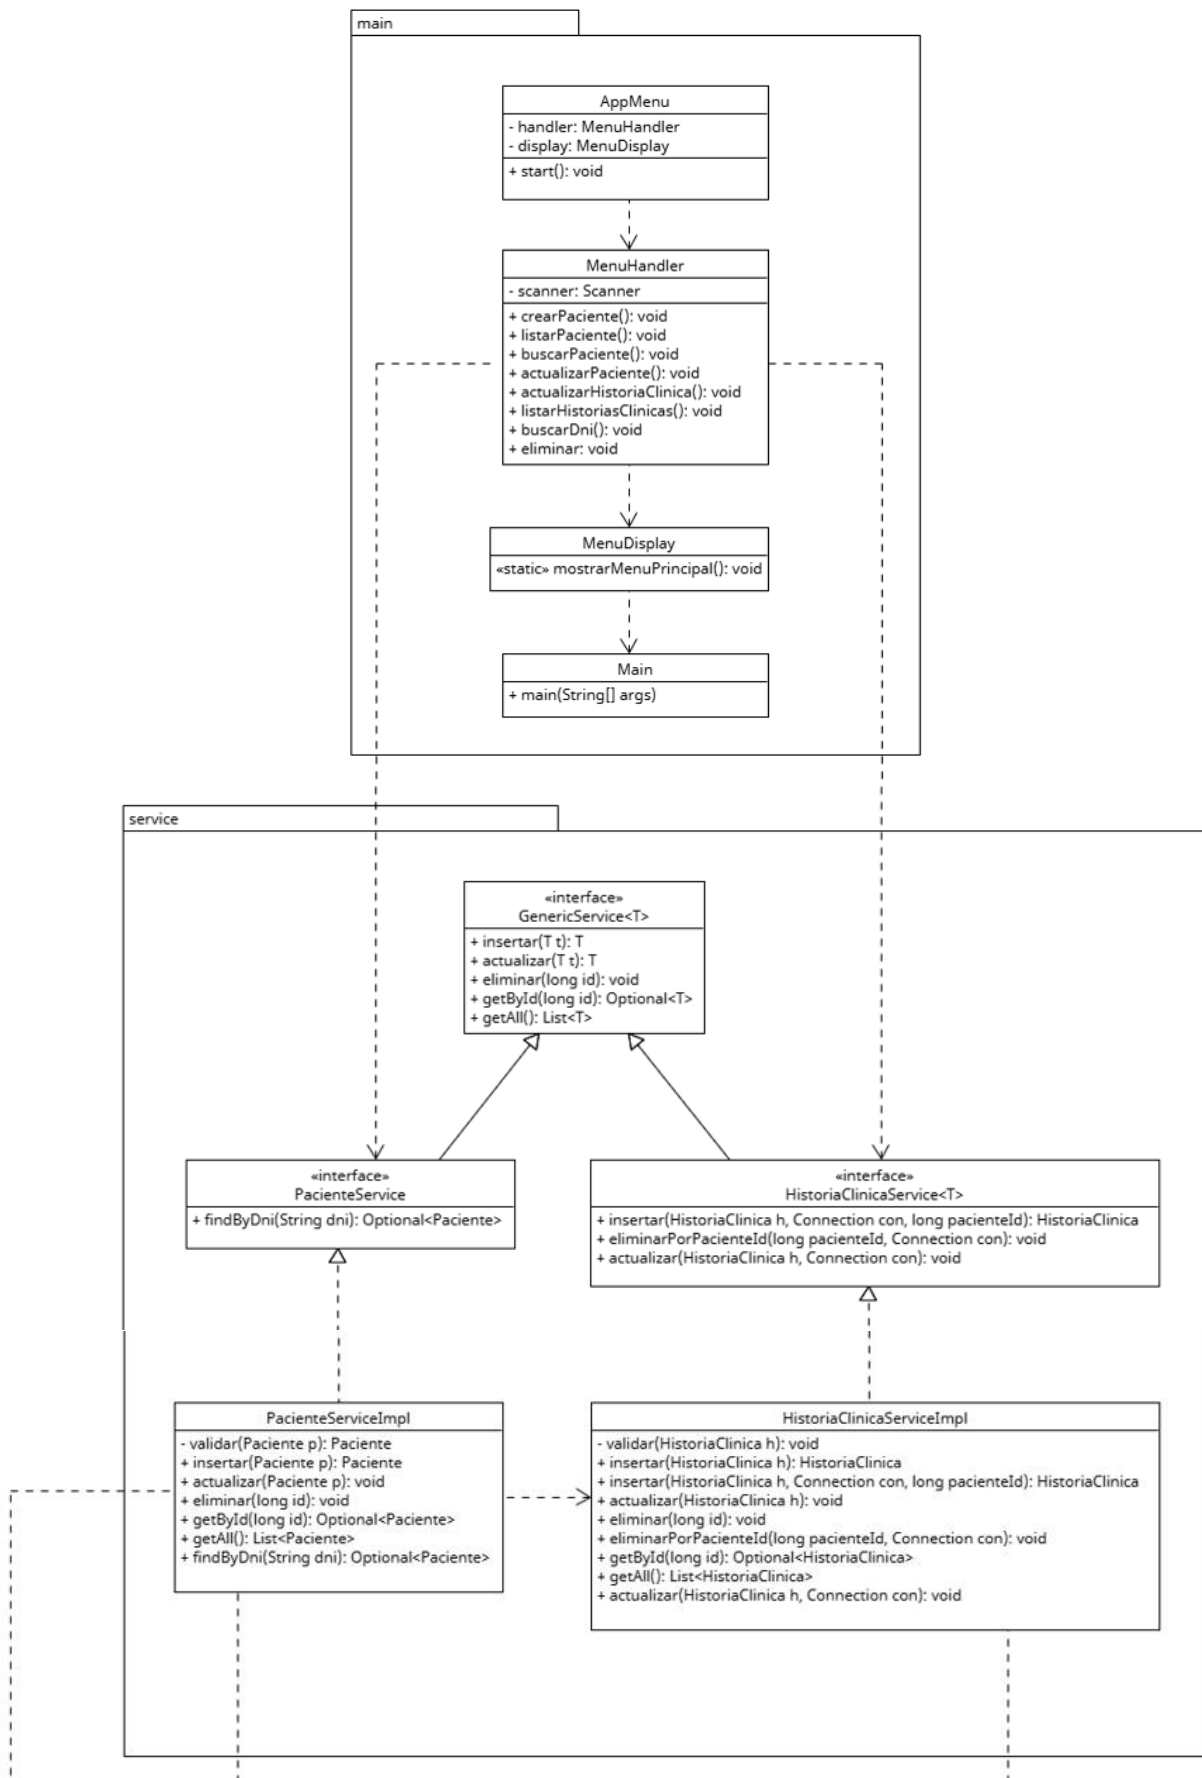 main
AppMenu
- handler: MenuHandler
- display: MenuDisplay
+ start(): void
MenuHandler
- scanner: Scanner
+ crearPaciente(): void
+ listarPaciente(): void
+ buscarPaciente(): void
+ actualizarPaciente(): void
+ actualizarHistoriaClinica(): void
+ listarHistoriasClinicas(): void
+ buscarDni(): void
+ eliminar: void
MenuDisplay
«static» mostrarMenuPrincipal(): void
Main
+ main(String[] args)
service
«interface»
GenericService<T>
+ insertar(T t): T
+ actualizar(T t): T
+ eliminar(long id): void
+ getById(long id): Optional<T>
+ getAll(): List<T>
«interface»
PacienteService
+ findByDni(String dni): Optional<Paciente>
«interface»
HistoriaClinicaService<T>
+ insertar(HistoriaClinica h, Connection con, long pacienteId): HistoriaClinica
+ eliminarPorPacienteId(long pacienteId, Connection con): void
+ actualizar(HistoriaClinica h, Connection con): void
PacienteServiceImpl
- validar(Paciente p): Paciente
+ insertar(Paciente p): Paciente
+ actualizar(Paciente p): void
+ eliminar(long id): void
+ getById(long id): Optional<Paciente>
+ getAll(): List<Paciente>
+ findByDni(String dni): Optional<Paciente>
HistoriaClinicaServiceImpl
- validar(HistoriaClinica h): void
+ insertar(HistoriaClinica h): HistoriaClinica
+ insertar(HistoriaClinica h, Connection con, long pacienteId): HistoriaClinica
+ actualizar(HistoriaClinica h): void
+ eliminar(long id): void
+ eliminarPorPacienteId(long pacienteId, Connection con): void
+ getById(long id): Optional<HistoriaClinica>
+ getAll(): List<HistoriaClinica>
+ actualizar(HistoriaClinica h, Connection con): void